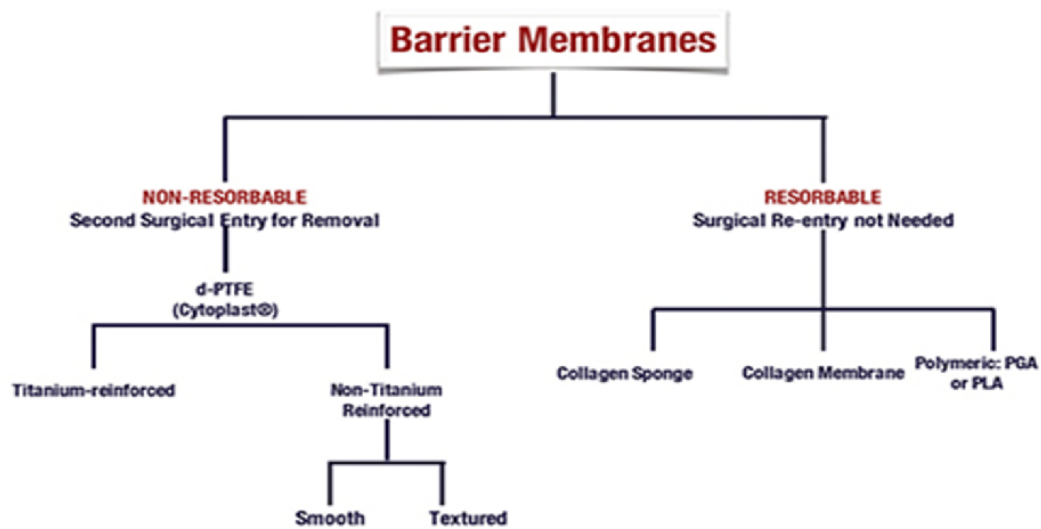 Barrier Membranes
NON-RESORBABLE
Second Surgical Entry for Removal
RESORBABLE
Surgical Re-entry not Needed
d-PTFE
(Cytoplast®)
Titanium-reinforced
Non-Titanium
Reinforced
Collagen Sponge
Collagen Membrane
Polymeric: PGA
or PLA
Smooth
Textured